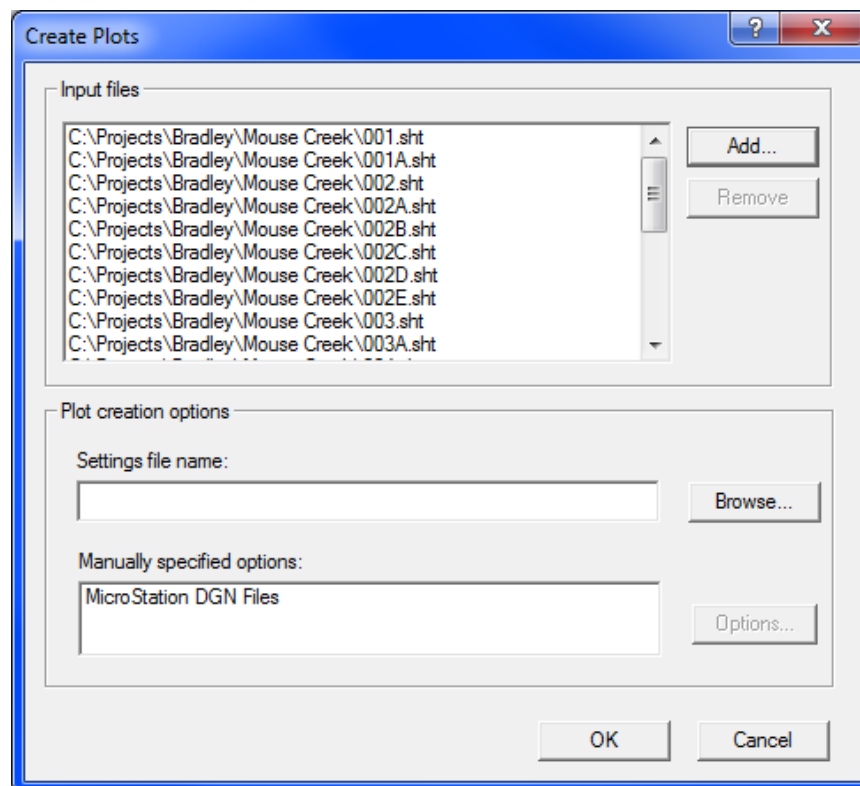 Create Plots
Input files
C:\Projects\Bradley\Mouse Creek\001.sht
C:\Projects\Bradley\Mouse Creek\001A.sht
C:\Projects\Bradley\Mouse Creek\002.sht
C:\Projects\Bradley\Mouse Creek\002A.sht
C:\Projects\Bradley\Mouse Creek\002B.sht
C:\Projects\Bradley\Mouse Creek\002C.sht
C:\Projects\Bradley\Mouse Creek\002D.sht
C:\Projects\Bradley\Mouse Creek\002E.sht
C:\Projects\Bradley\Mouse Creek\003.sht
C:\Projects\Bradley\Mouse Creek\003A.sht
Add...
Remove
Plot creation options
Settings file name:
Browse...
Manually specified options:
MicroStation DGN Files
Options...
OK
Cancel